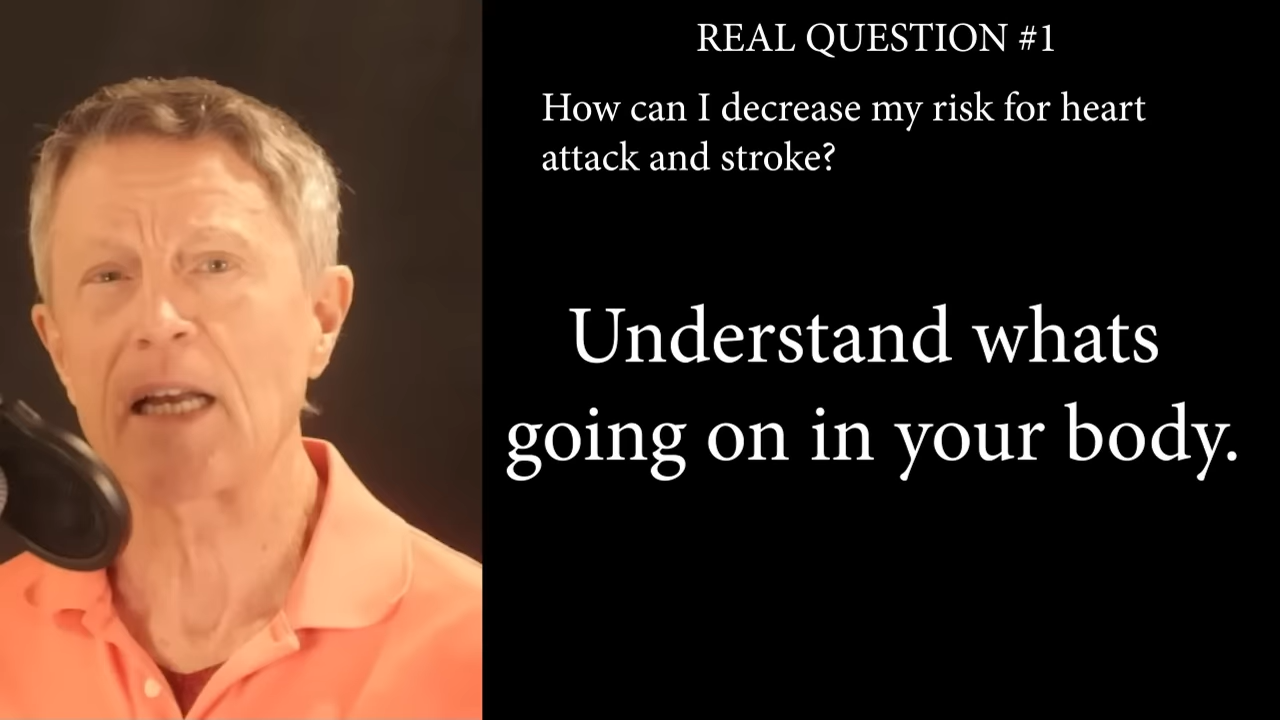 REAL QUESTION #1
How can I decrease my risk for heart
attack and stroke?
Understand whats
going on in your body.